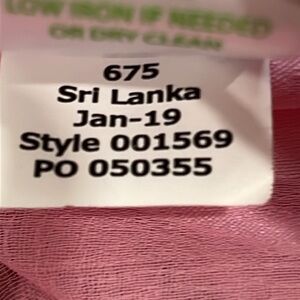 LOW IRON IF NEEDED
OR DRY CLEAN
675
Sri Lanka
Jan-19
Style 001569
PO 050355